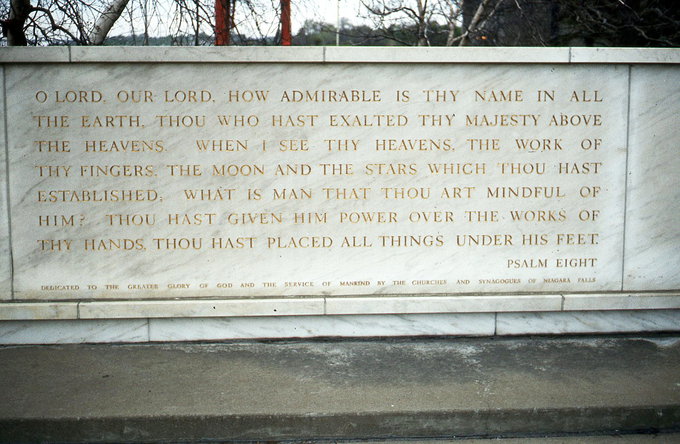 O LORD, OUR LORD, HOW ADMIRABLE IS THY NAME IN ALL
THE EARTH, THOU WHO HAST EXALTED THY MAJESTY ABOVE
THE HEAVENS. WHEN I SEE THY HEAVENS, THE WORK OF
THY FINGERS, THE MOON AND THE STARS WHICH THOU HAST
ESTABLISHED; WHAT IS MAN THAT THOU ART MINDFUL OF
HIM? THOU HAST GIVEN HIM POWER OVER THE WORKS OF
THY HANDS, THOU HAST PLACED ALL THINGS UNDER HIS FEET.
PSALM EIGHT
DEDICATED TO THE GREATER GLORY OF GOD AND THE SERVICE OF MANKIND BY THE CHURCHES AND SYNAGOGUES OF NIAGARA FALLS